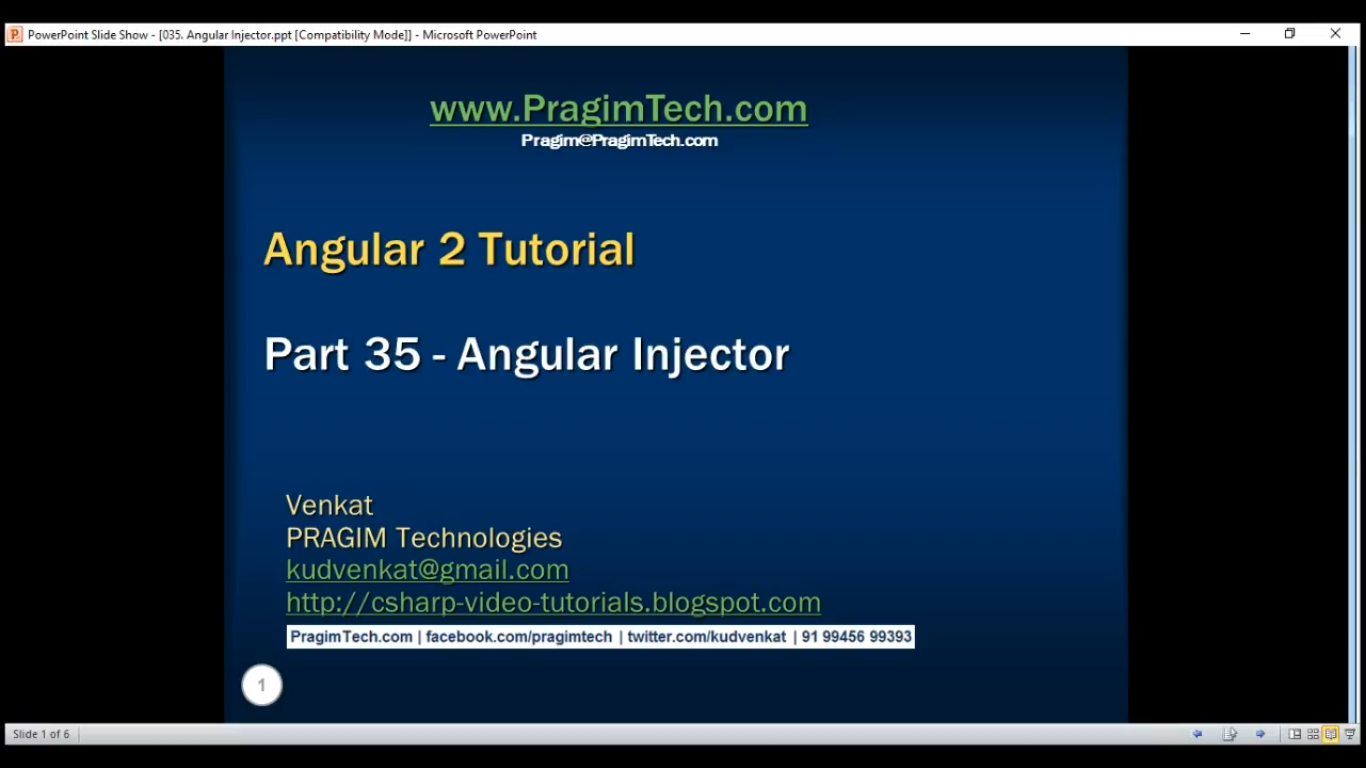 PowerPoint Slide Show - [035. Angular Injector.ppt [Compatibility Mode]] - Microsoft PowerPoint
www.PragimTech.com
Pragim@PragimTech.com
Angular 2 Tutorial
Part 35 - Angular Injector
Venkat
PRAGIM Technologies
kudvenkat@gmail.com
http://csharp-video-tutorials.blogspot.com
PragimTech.com | facebook.com/pragimtech | twitter.com/kudvenkat | 91 99456 99393
1
Slide 1 of 6